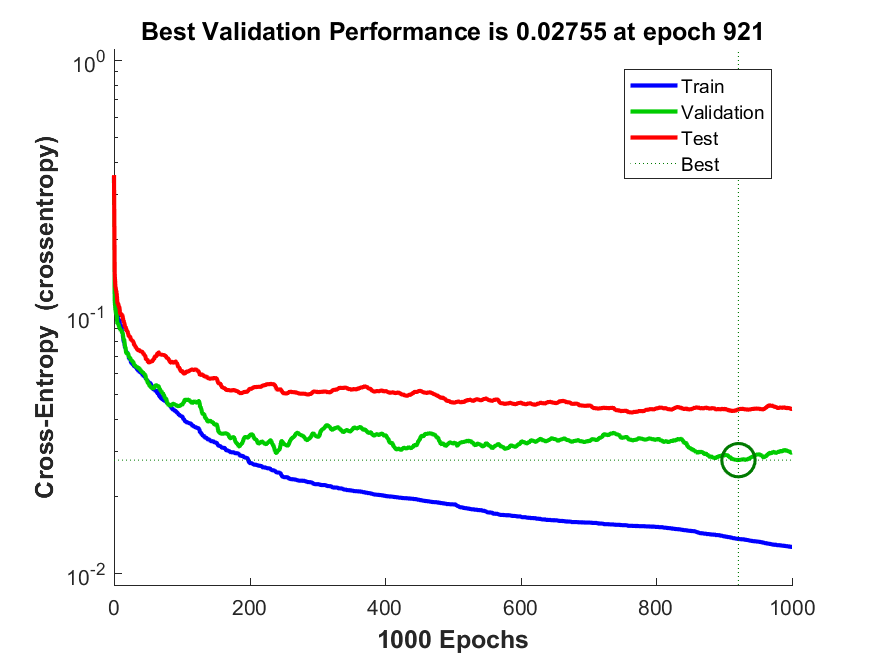 Best Validation Performance is 0.02755 at epoch 921
Cross-Entropy (crossentropy)
10^0
10^-1
10^-2
Train
Validation
Test
Best
0 200 400 600 800 1000
1000 Epochs